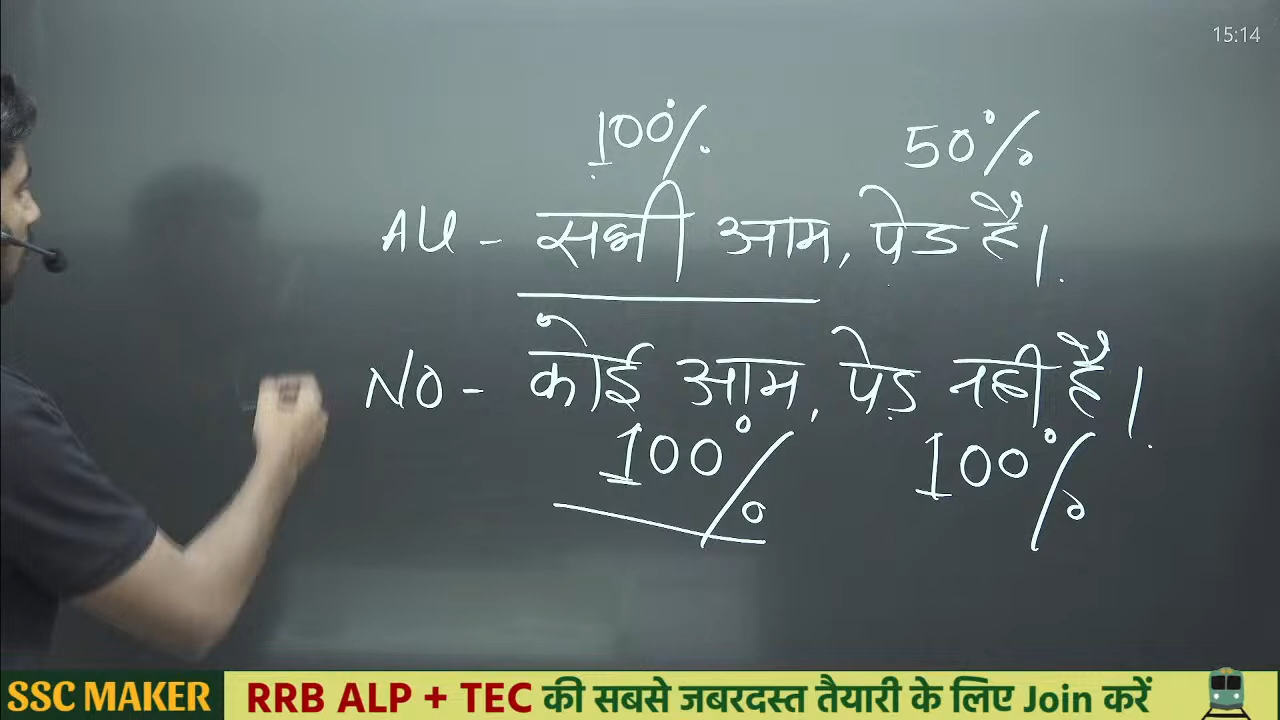 15:14
100% 50%
All - सभी आम, पेड है।
NO - कोई आम, पेड़ नही है।
100% 100%
SSC MAKER RRB ALP + TEC की सबसे जबरदस्त तैयारी के लिए Join करें